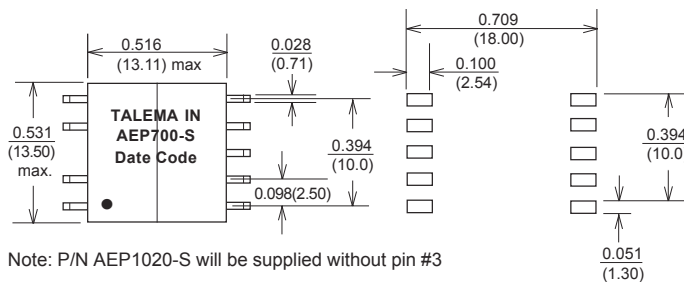 0.516
(13.11) max
0.028
(0.71)
0.709
(18.00)
0.100
(2.54)
0.531
(13.50)
max.
TALEMA IN
AEP700-S
Date Code
0.394
(10.0)
0.098(2.50)
0.394
(10.0
0.051
(1.30)
Note: P/N AEP1020-S will be supplied without pin #3